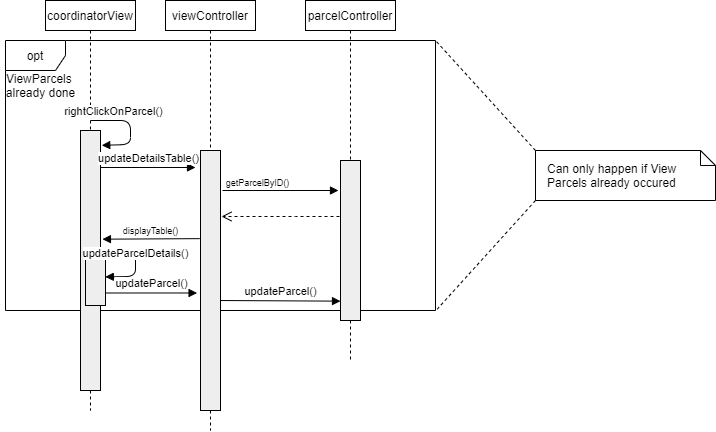 coordinatorView
viewController
parcelController
opt
ViewParcels
already done
rightClickOnParcel()
updateDetailsTable()
getParcelByID()
displayTable()
updateParcelDetails()
updateParcel()
updateParcel()
Can only happen if View
Parcels already occured